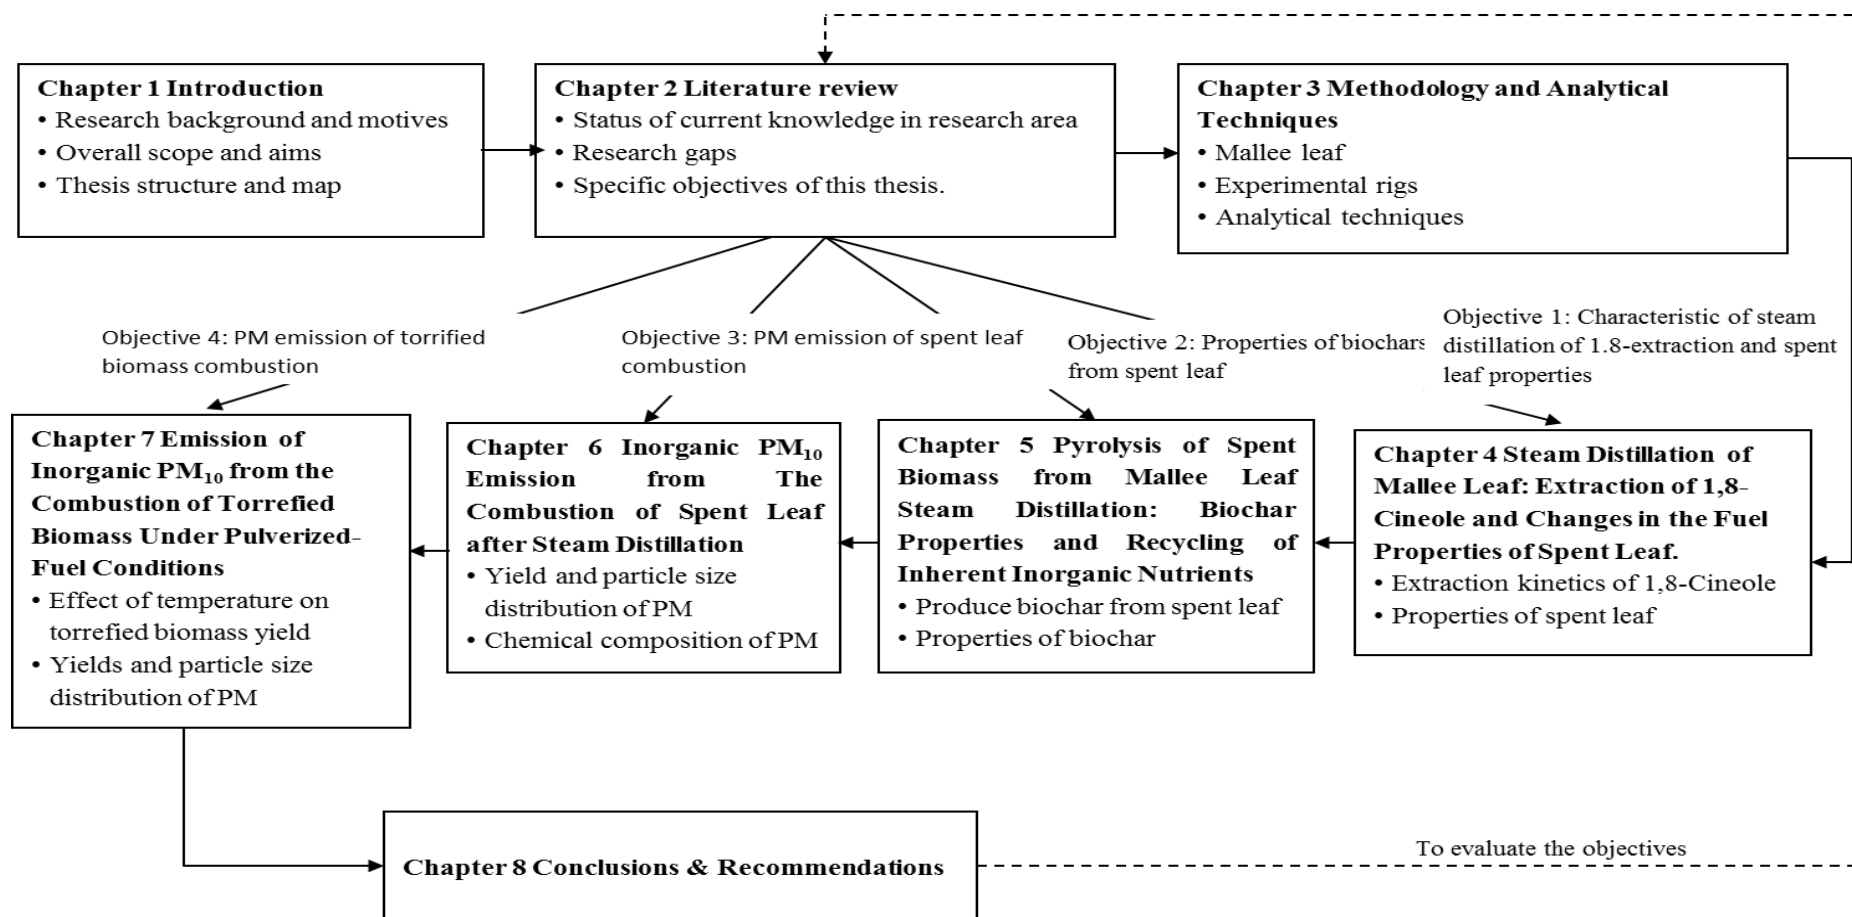 Chapter 1 Introduction
• Research background and motives
• Overall scope and aims
• Thesis structure and map
Chapter 2 Literature review
• Status of current knowledge in research area
• Research gaps
• Specific objectives of this thesis.
Chapter 3 Methodology and Analytical
Techniques
• Mallee leaf
• Experimental rigs
• Analytical techniques
Objective 4: PM emission of torrified
biomass combustion
Objective 3: PM emission of spent leaf
combustion
Objective 2: Properties of biochars
from spent leaf
Objective 1: Characteristic of steam
distillation of 1.8-extraction and spent
leaf properties
Chapter 7 Emission of
Inorganic PM₁₀ from the
Combustion of Torrefied
Biomass Under Pulverized-
Fuel Conditions
• Effect of temperature on
torrefied biomass yield
• Yields and particle size
distribution of PM
Chapter 6 Inorganic PM₁₀
Emission from The
Combustion of Spent Leaf
after Steam Distillation
• Yield and particle size
distribution of PM
• Chemical composition of PM
Chapter 5 Pyrolysis of Spent
Biomass from Mallee Leaf
Steam Distillation: Biochar
Properties and Recycling of
Inherent Inorganic Nutrients
• Produce biochar from spent leaf
• Properties of biochar
Chapter 4 Steam Distillation of
Mallee Leaf: Extraction of 1,8-
Cineole and Changes in the Fuel
Properties of Spent Leaf.
• Extraction kinetics of 1,8-Cineole
• Properties of spent leaf
Chapter 8 Conclusions & Recommendations
To evaluate the objectives